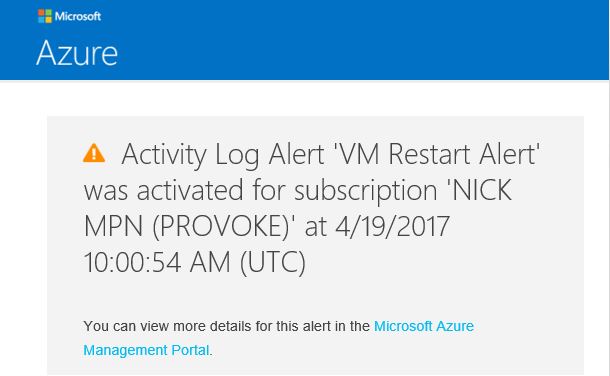 Microsoft
Azure
Activity Log Alert 'VM Restart Alert'
was activated for subscription 'NICK
MPN (PROVOKE)' at 4/19/2017
10:00:54 AM (UTC)
You can view more details for this alert in the Microsoft Azure
Management Portal.